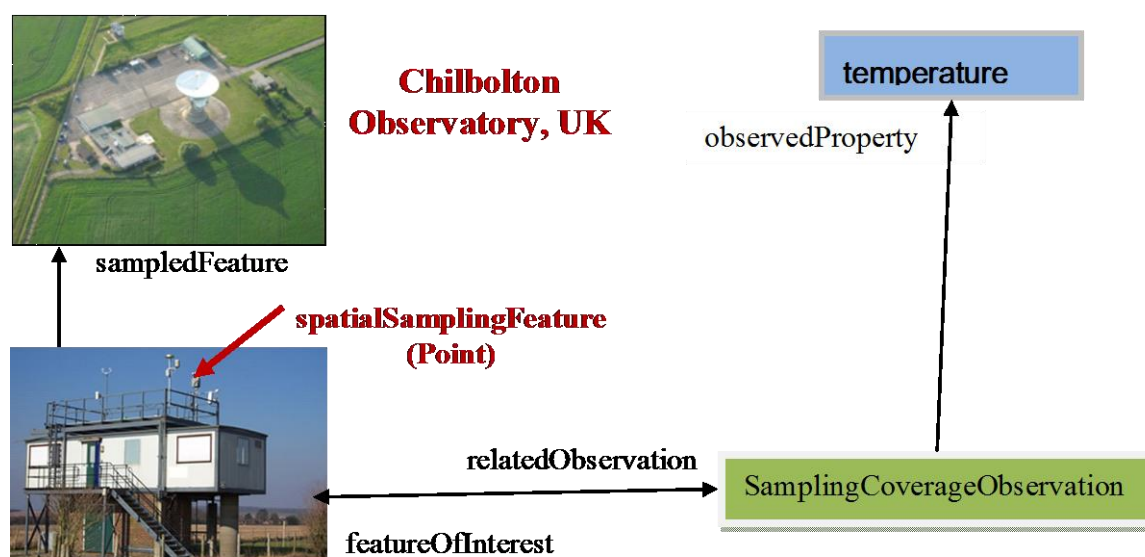 Chilbolton
Observatory, UK
temperature
observedProperty
sampledFeature
spatialSamplingFeature
(Point)
relatedObservation
SamplingCoverageObservation
featureOfInterest